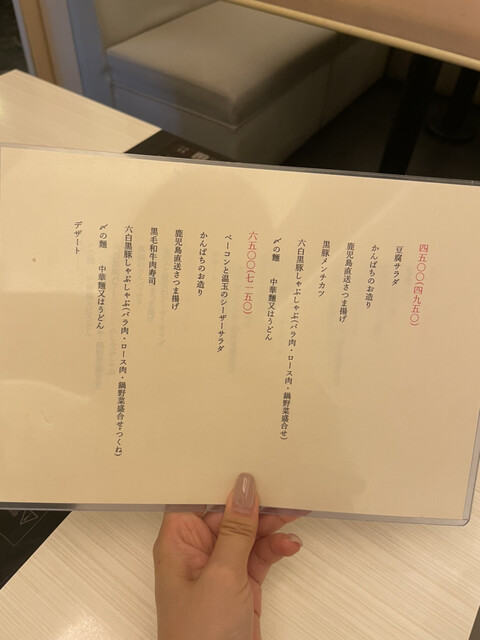 四五〇〇(四九五〇)
豆腐サラダ
かんぱちのお造り
鹿児島直送さつま揚げ
黒豚メンチカツ
六白黒豚しゃぶしゃぶ(バラ肉・ロース肉・鍋野菜盛合せ)
〆の麺 中華麺又はうどん
六五〇〇(七一五〇)
ベーコンと温玉のシーザーサラダ
かんぱちのお造り
鹿児島直送さつま揚げ
黒毛和牛肉寿司
六白黒豚しゃぶしゃぶ(バラ肉・ロース肉・鍋野菜盛合せ・つくね)
〆の麺 中華麺又はうどん
デザート